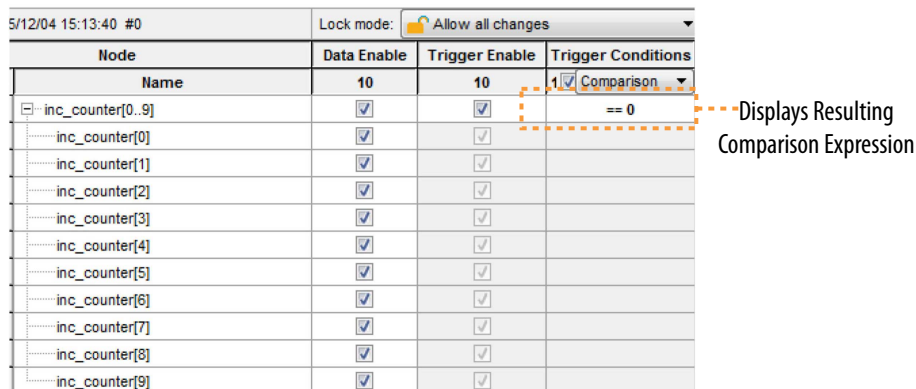 5/12/04 15:13:40 #0 Lock mode: Allow all changes
Node Data Enable Trigger Enable Trigger Conditions
Name 10 10 1 Comparison
inc_counter[0..9] == 0
Displays Resulting
Comparison Expression
inc_counter[0]
inc_counter[1]
inc_counter[2]
inc_counter[3]
inc_counter[4]
inc_counter[5]
inc_counter[6]
inc_counter[7]
inc_counter[8]
inc_counter[9]